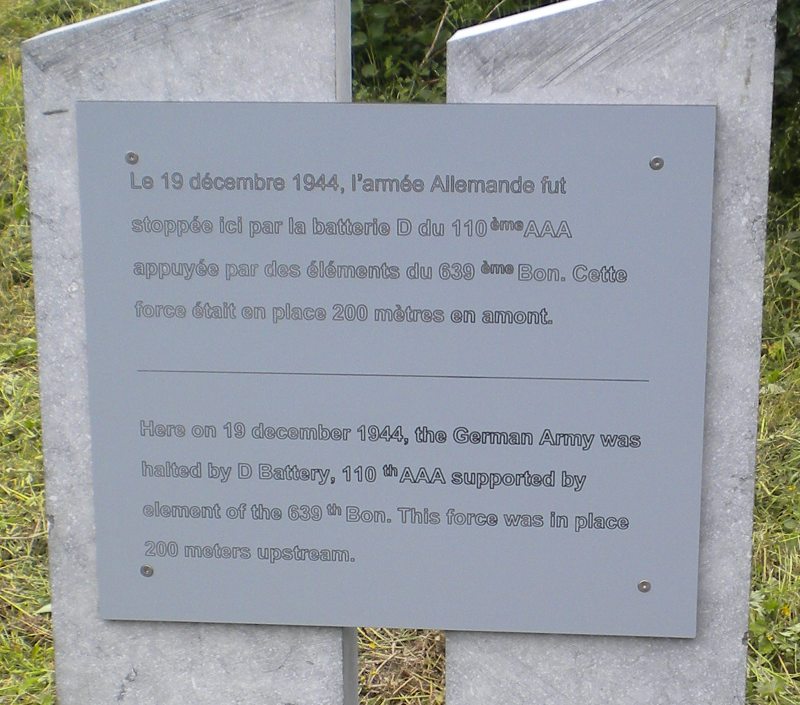 Le 19 décembre 1944, l'armée Allemande fut
stoppée ici par la batterie D du 110 ème AAA
appuyée par des éléments du 639 ème Bon. Cette
force était en place 200 mètres en amont.
Here on 19 december 1944, the German Army was
halted by D Battery, 110 th AAA supported by
element of the 639 th Bon. This force was in place
200 meters upstream.